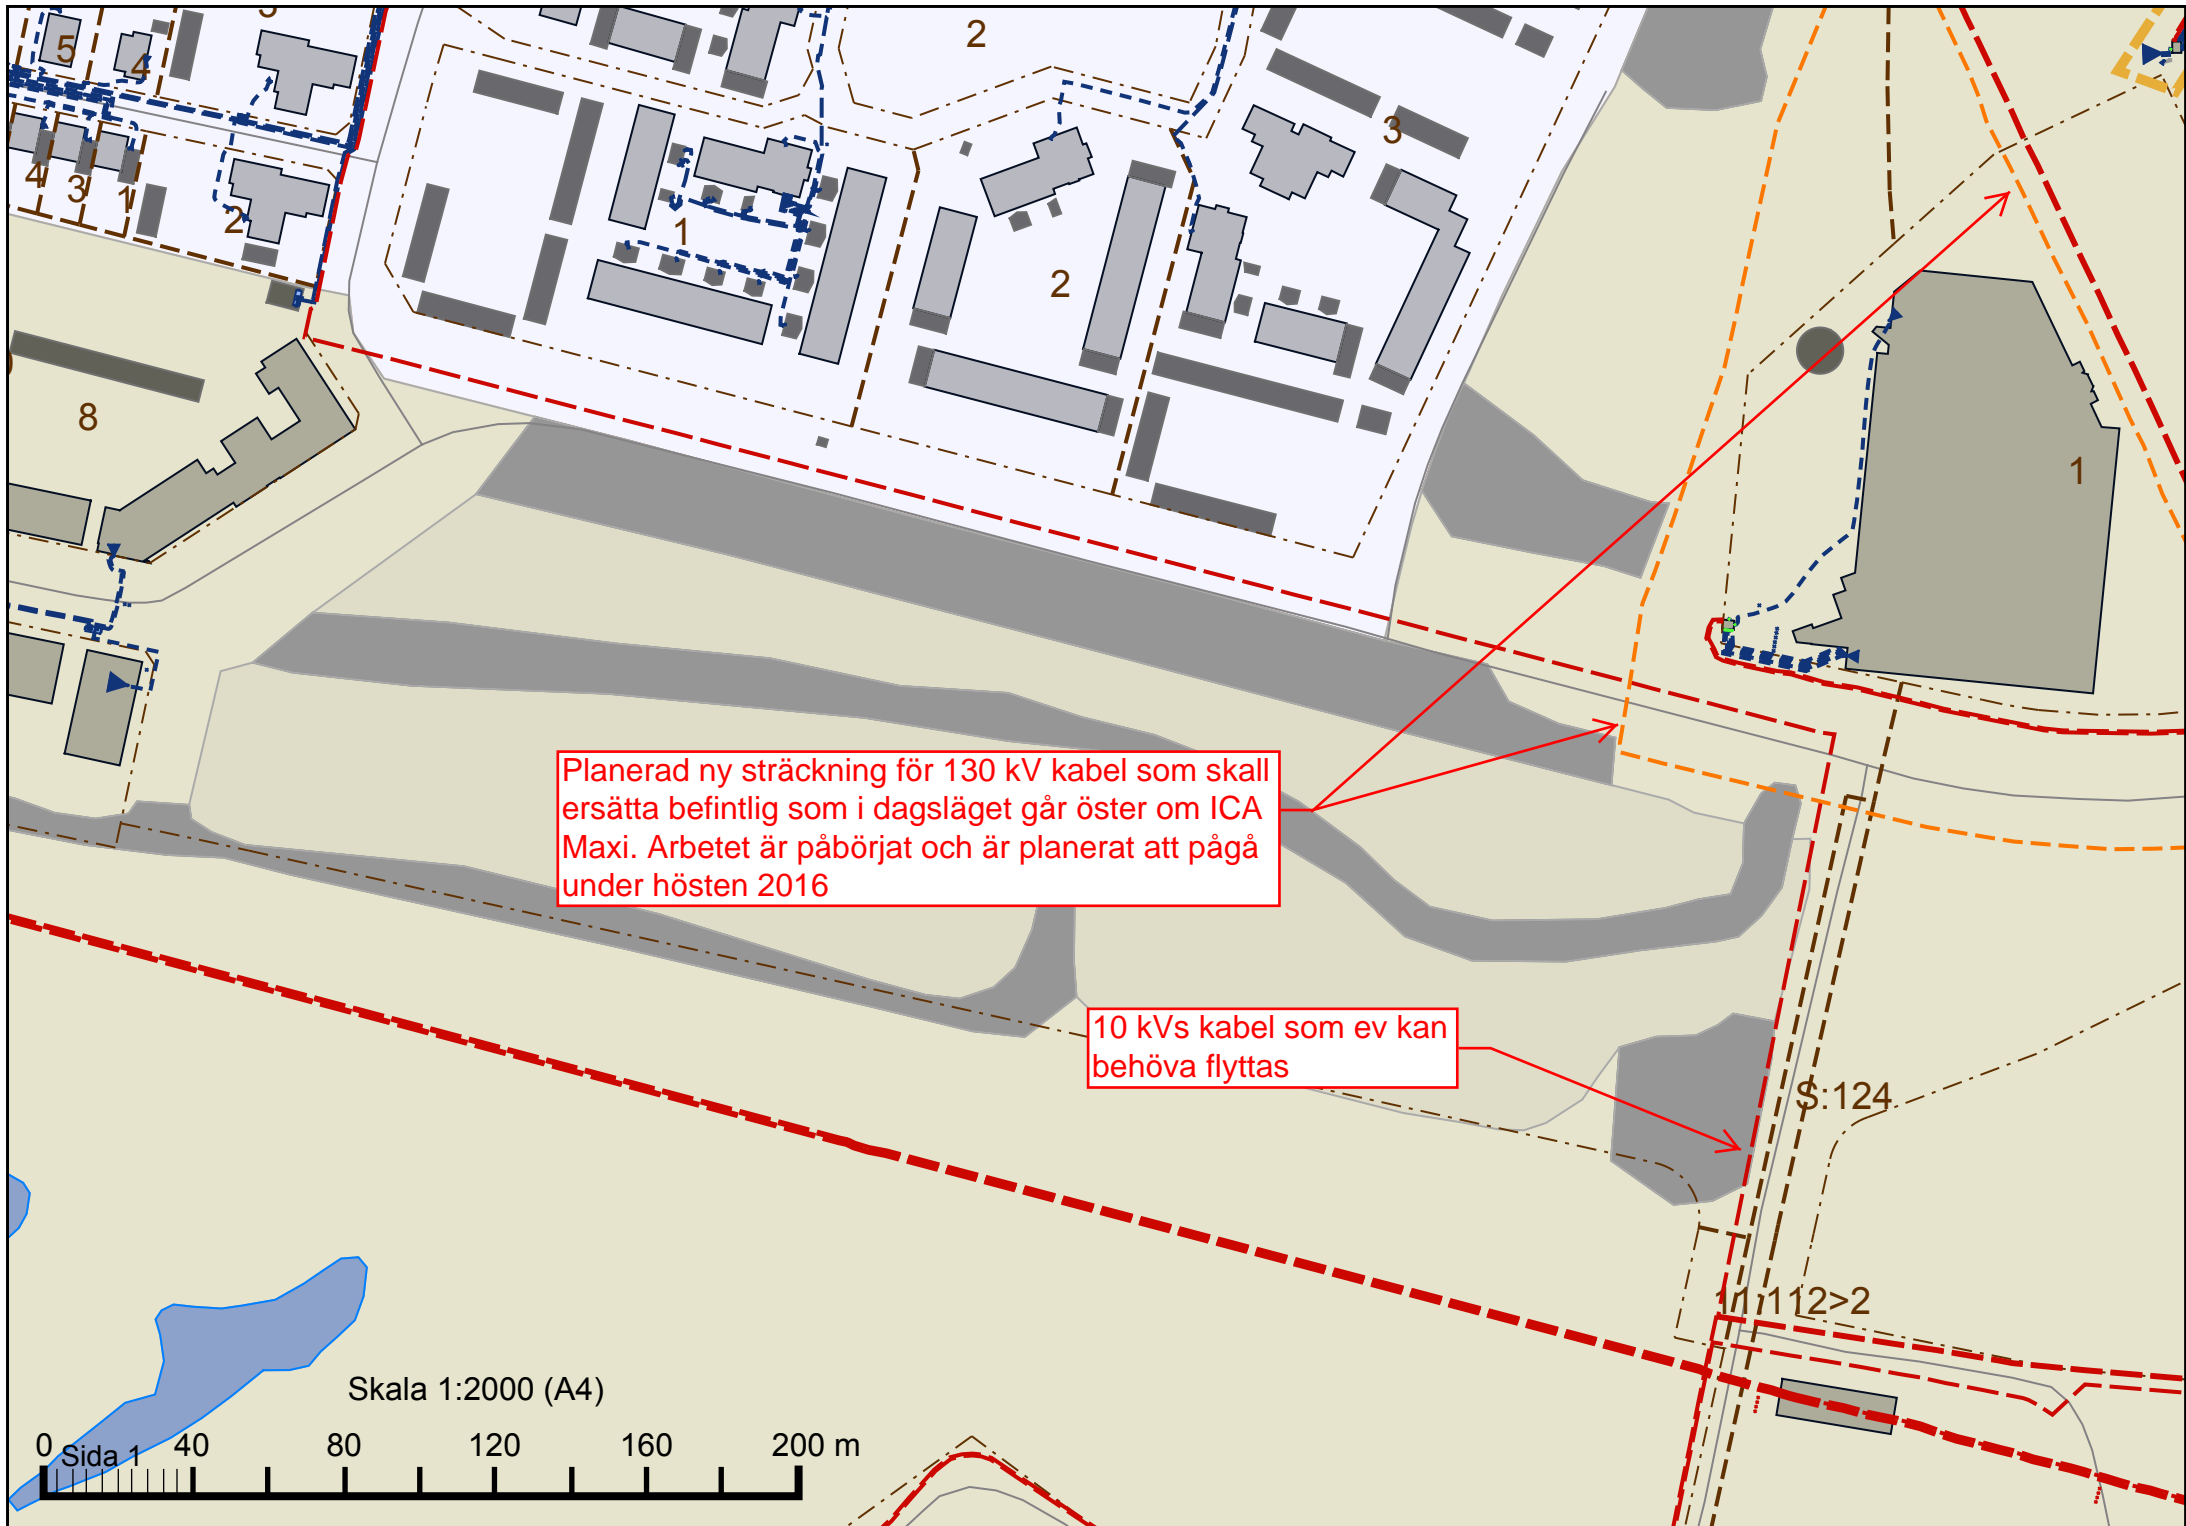 2
5
4
3
4
3
1
2
1
2
8
1
Planerad ny sträckning för 130 kV kabel som skall
ersätta befintlig som i dagsläget går öster om ICA
Maxi. Arbetet är påbörjat och är planerat att pågå
under hösten 2016
10 kVs kabel som ev kan
behöva flyttas
S:124
11:112>2
Skala 1:2000 (A4)
0 40 80 120 160 200 m
Sida 1